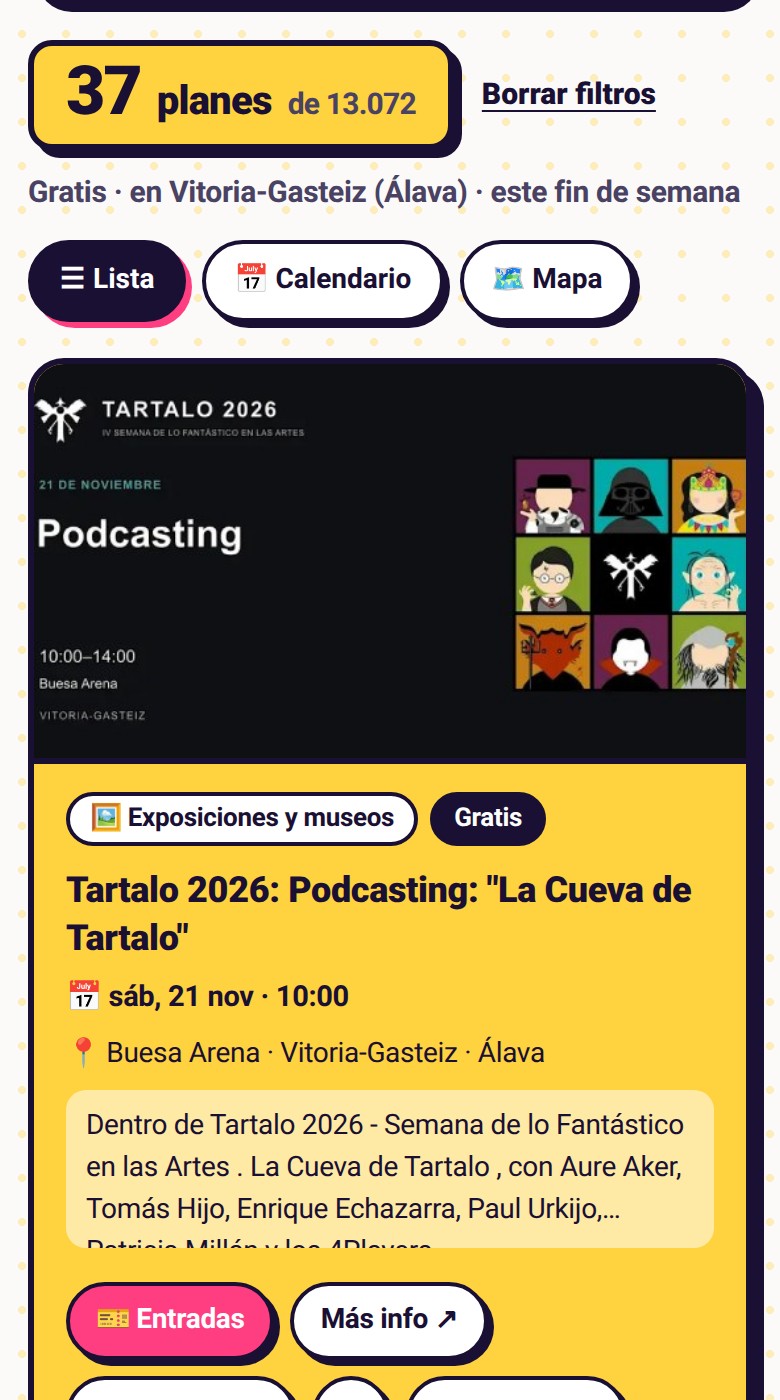 37 planes de 13.072
Borrar filtros
Gratis · en Vitoria-Gasteiz (Álava) · este fin de semana
☰ Lista
📅 Calendario
🗺️ Mapa
TARTALO 2026
IV SEMANA DE LO FANTÁSTICO EN LAS ARTES
21 DE NOVIEMBRE
Podcasting
10:00–14:00
Buesa Arena
VITORIA-GASTEIZ
🖼️ Exposiciones y museos
Gratis
Tartalo 2026: Podcasting: "La Cueva de
Tartalo"
📅 sáb, 21 nov · 10:00
📍 Buesa Arena · Vitoria-Gasteiz · Álava
Dentro de Tartalo 2026 - Semana de lo Fantástico
en las Artes . La Cueva de Tartalo , con Aure Aker,
Tomás Hijo, Enrique Echazarra, Paul Urkijo,…
Patricia Millán y los 4Players
🎫 Entradas
Más info ↗